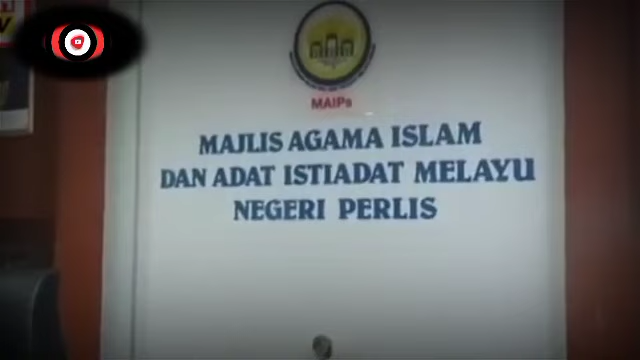 MAIPs
MAJLIS AGAMA ISLAM
DAN ADAT ISTIADAT MELAYU
NEGERI PERLIS